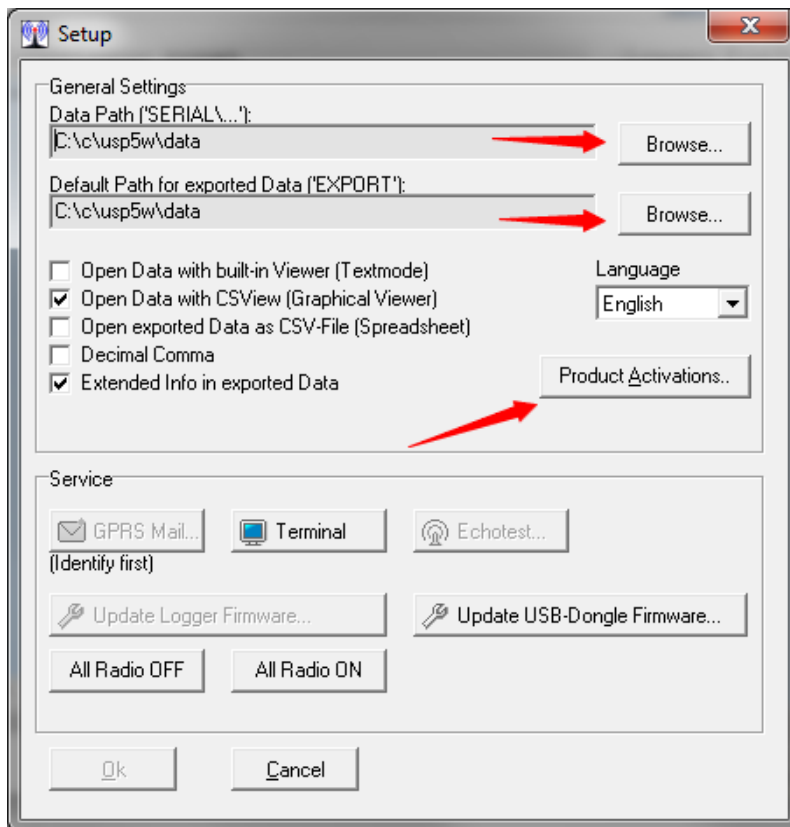 Setup
General Settings
Data Path ('SERIAL\...'):
C:\c\usp5w\data
Browse...
Default Path for exported Data ('EXPORT'):
C:\c\usp5w\data
Browse...
Open Data with built-in Viewer (Textmode)
Language
Open Data with CSView (Graphical Viewer)
English
Open exported Data as CSV-File (Spreadsheet)
Decimal Comma
Extended Info in exported Data
Product Activations..
Service
GPRS Mail...
Terminal
Echotest...
(Identify first)
Update Logger Firmware...
Update USB-Dongle Firmware...
All Radio OFF
All Radio ON
Ok
Cancel